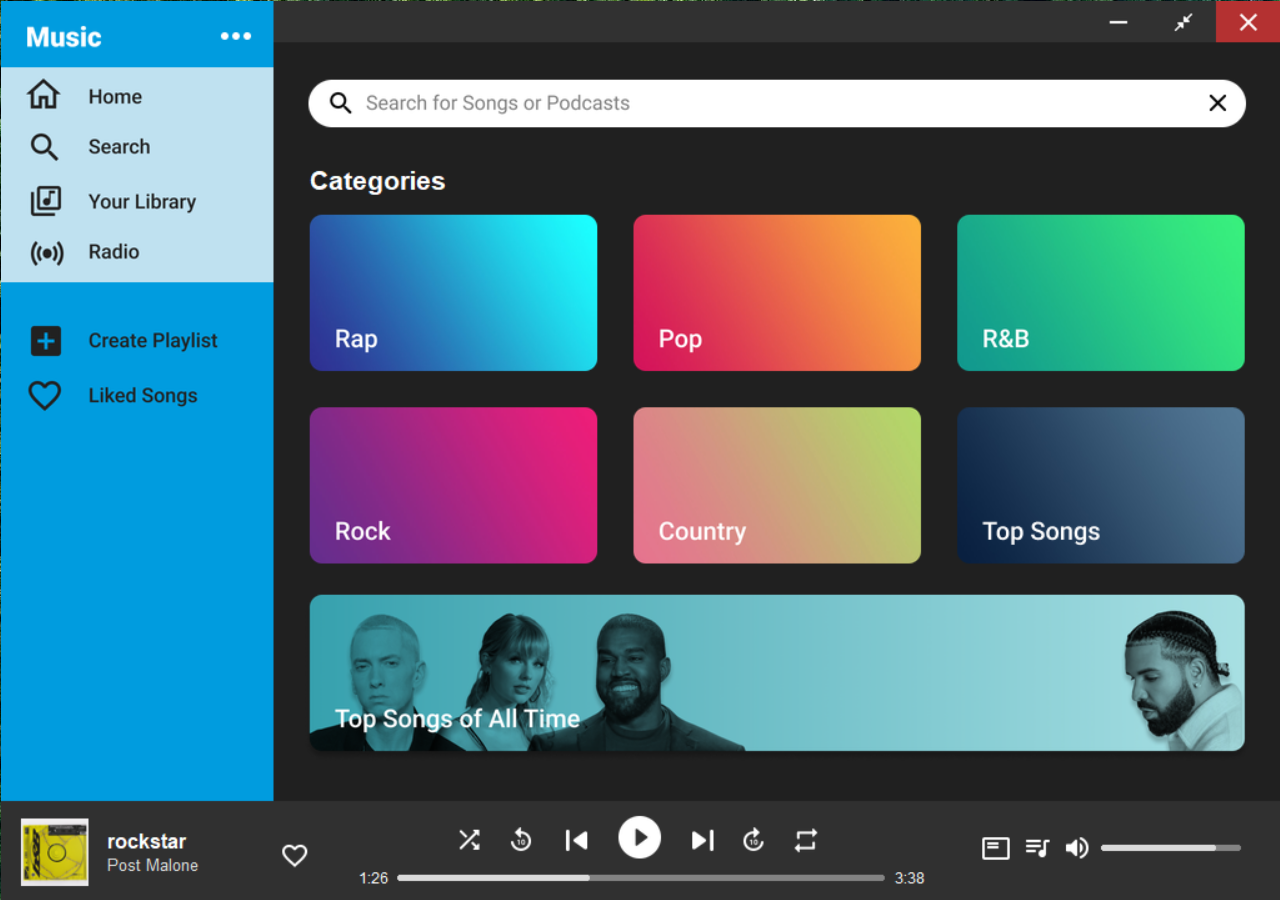 Music
Home
Search
Your Library
Radio
Create Playlist
Liked Songs
Search for Songs or Podcasts
Categories
Rap
Pop
R&B
Rock
Country
Top Songs
Top Songs of All Time
rockstar
Post Malone
10
10
1:26
3:38